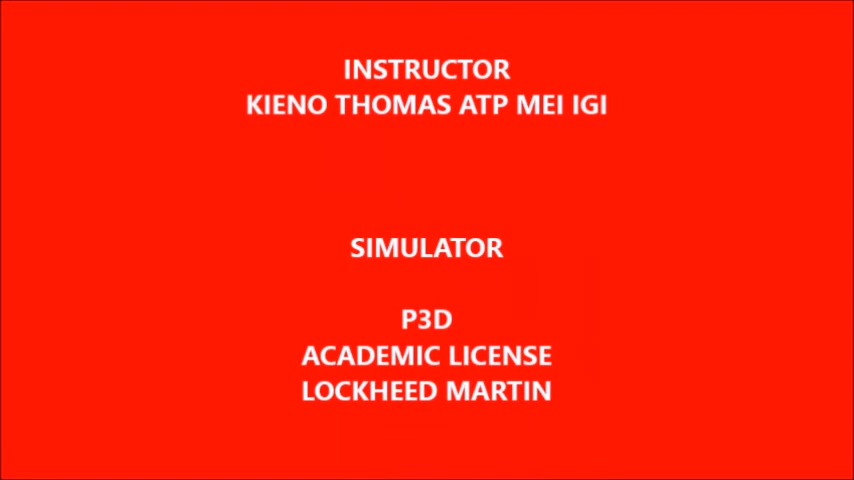 INSTRUCTOR
KIENO THOMAS ATP MEI IGI
SIMULATOR
P3D
ACADEMIC LICENSE
LOCKHEED MARTIN